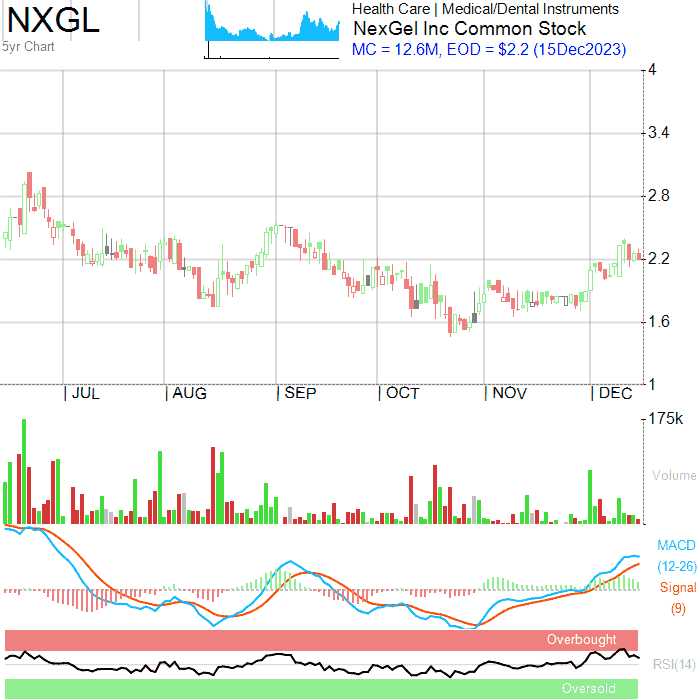 NXGL
5yr Chart
Health Care | Medical/Dental Instruments
NexGel Inc Common Stock
MC = 12.6M, EOD = $2.2 (15Dec2023)
4
3.4
2.8
2.2
1.6
1
| JUL | AUG | SEP | OCT | NOV | DEC
175k
Volume
MACD
(12-26)
Signal
(9)
Overbought
RSI(14)
Oversold